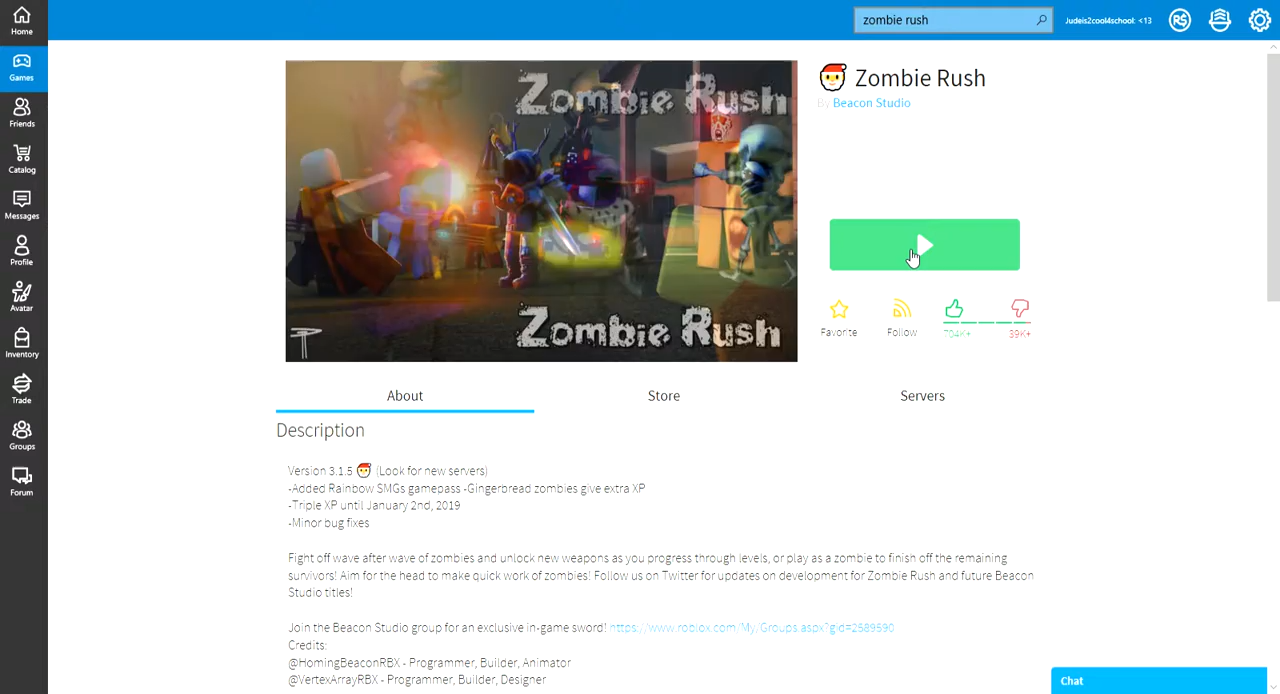 Home
Games
Friends
Catalog
Messages
Profile
Avatar
Inventory
Trade
Groups
Forum
zombie rush
Judeis2cool4school: <13
R$
Zombie Rush
Zombie Rush
Zombie Rush
By Beacon Studio
Favorite
Follow
704K+
39K+
About
Store
Servers
Description
Version 3.1.5 (Look for new servers)
-Added Rainbow SMGs gamepass -Gingerbread zombies give extra XP
-Triple XP until January 2nd, 2019
-Minor bug fixes
Fight off wave after wave of zombies and unlock new weapons as you progress through levels, or play as a zombie to finish off the remaining
survivors! Aim for the head to make quick work of zombies! Follow us on Twitter for updates on development for Zombie Rush and future Beacon
Studio titles!
Join the Beacon Studio group for an exclusive in-game sword! https://www.roblox.com/My/Groups.aspx?gid=2589590
Credits:
@HomingBeaconRBX - Programmer, Builder, Animator
@VertexArrayRBX - Programmer, Builder, Designer
Chat